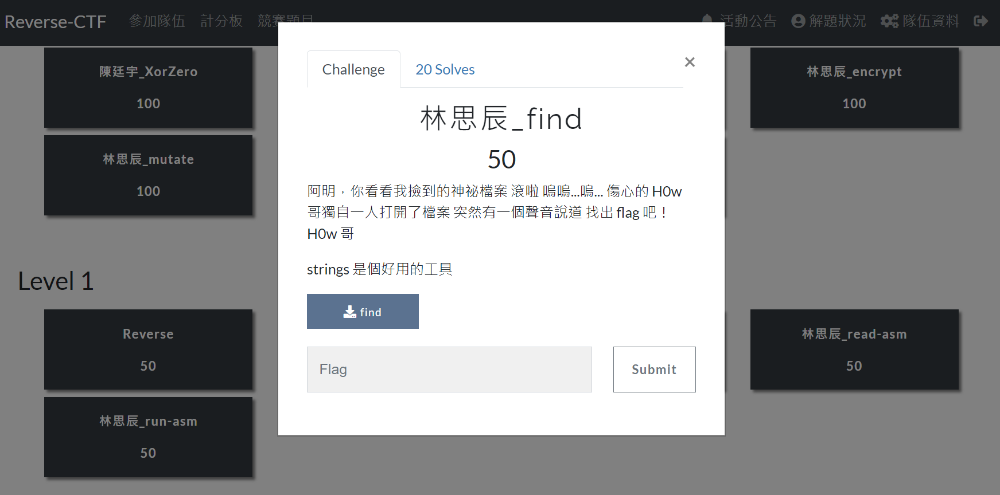 Reverse-CTF 參加隊伍 計分板 競賽題目 活動公告 解題狀況 隊伍資料
陳廷宇_XorZero
100
林思辰_encrypt
100
林思辰_mutate
100
Challenge
20 Solves
×
林思辰_find
50
阿明，你看看我撿到的神祕檔案 滾啦 嗚嗚...嗚... 傷心的 H0w
哥獨自一人打開了檔案 突然有一個聲音說道 找出 flag 吧！
H0w 哥
strings 是個好用的工具
find
Flag
Submit
Level 1
Reverse
50
林思辰_read-asm
50
林思辰_run-asm
50